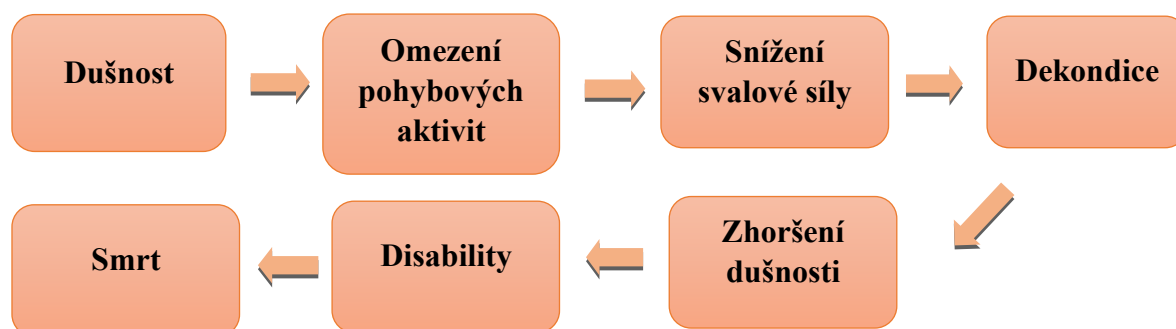 Dušnost
Omezení
pohybových
aktivit
Snížení
svalové síly
Dekondice
Zhoršení
dušnosti
Disability
Smrt